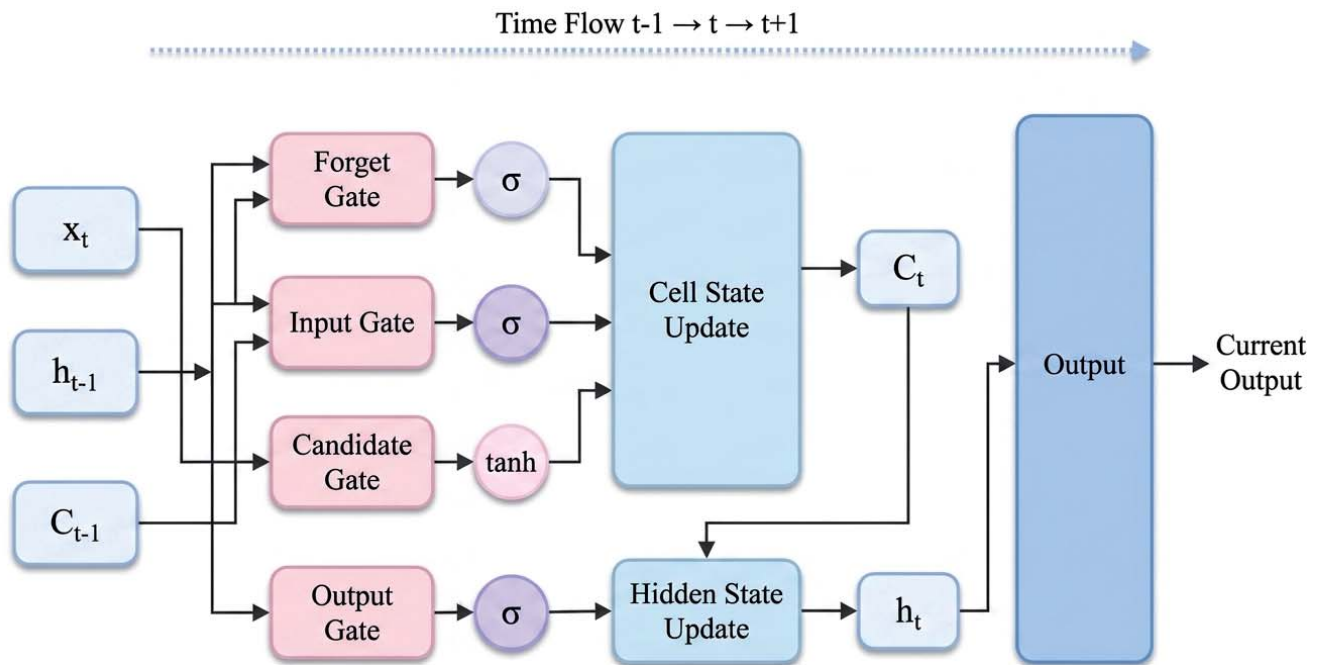 Time Flow t-1 → t → t+1
x_t
h_{t-1}
C_{t-1}
Forget
Gate
σ
Input Gate
σ
Candidate
Gate
tanh
Output
Gate
σ
Cell State
Update
Hidden State
Update
C_t
h_t
Output
Current
Output